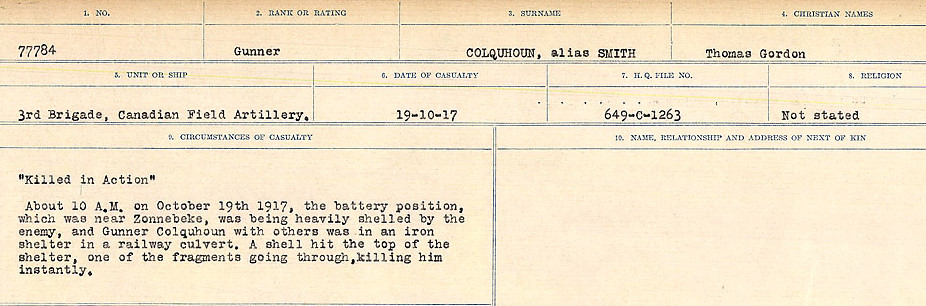 1. NO. 2. RANK OR RATING 3. SURNAME 4. CHRISTIAN NAMES
77784 Gunner COLQUHOUN, alias SMITH Thomas Gordon
5. UNIT OR SHIP 6. DATE OF CASUALTY 7. H.Q. FILE NO. 8. RELIGION
3rd Brigade, Canadian Field Artillery. 19-10-17 649-C-1263 Not stated
9. CIRCUMSTANCES OF CASUALTY 10. NAME, RELATIONSHIP AND ADDRESS OF NEXT OF KIN
"Killed in Action"
About 10 A.M. on October 19th 1917, the battery position,
which was near Zonnebeke, was being heavily shelled by the
enemy, and Gunner Colquhoun with others was in an iron
shelter in a railway culvert. A shell hit the top of the
shelter, one of the fragments going through,killing him
instantly.